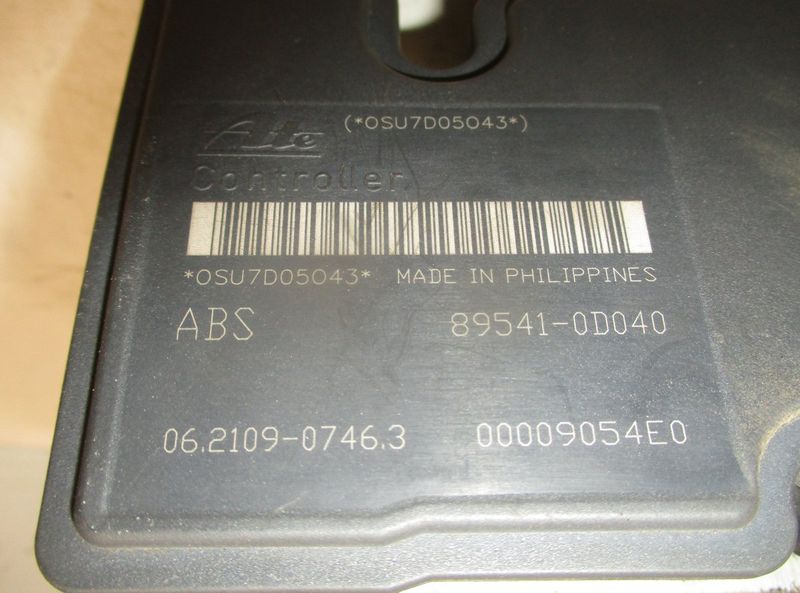 (*OSU7D05043*)
Ate
Controller
*OSU7D05043* MADE IN PHILIPPINES
ABS 89541-0D040
06.2109-0746.3 00009054E0